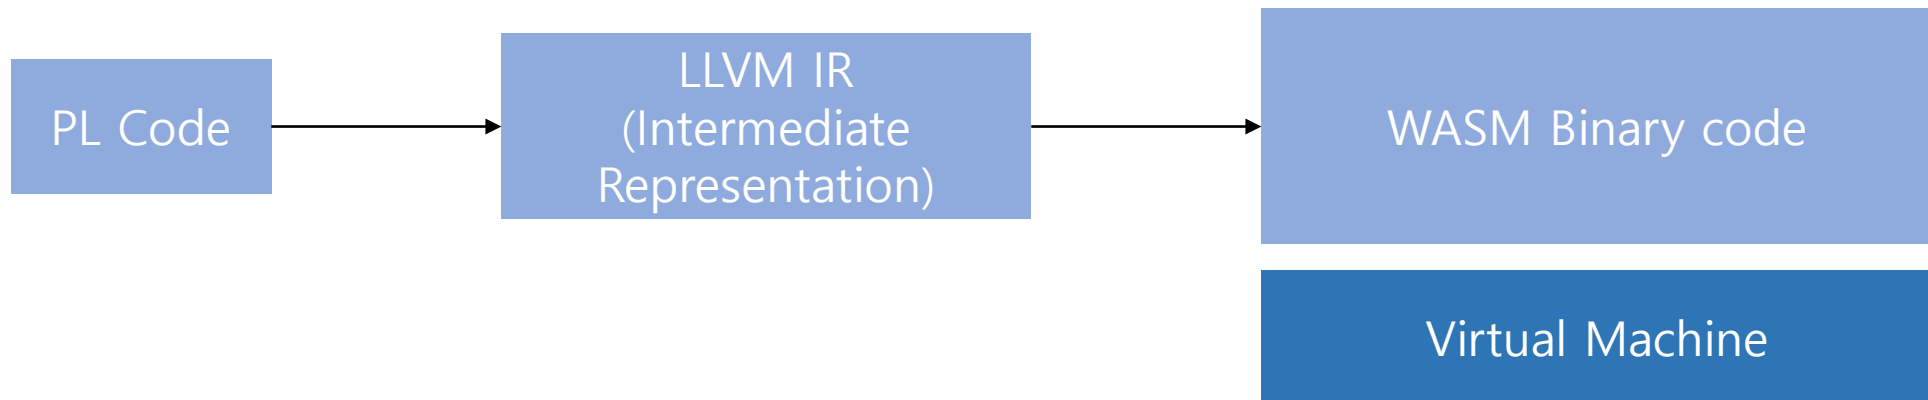 PL Code
LLVM IR
(Intermediate
Representation)
WASM Binary code
Virtual Machine